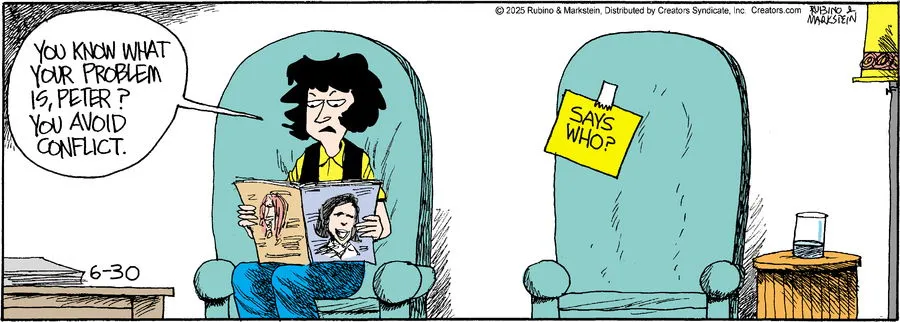 © 2025 Rubino & Markstein, Distributed by Creators Syndicate, Inc. Creators.com
RUBINO &
MARKSTEIN
YOU KNOW WHAT
YOUR PROBLEM
IS, PETER?
YOU AVOID
CONFLICT.
SAYS
WHO?
6-30